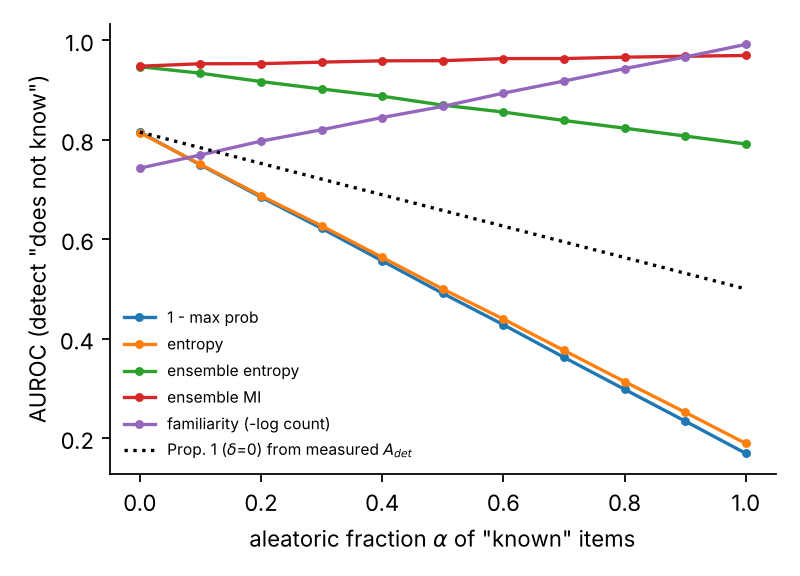 1.0
0.8
0.6
0.4
0.2
AUROC (detect "does not know")
1 - max prob
entropy
ensemble entropy
ensemble MI
familiarity (-log count)
Prop. 1 (δ=0) from measured A_det
0.0 0.2 0.4 0.6 0.8 1.0
aleatoric fraction α of "known" items